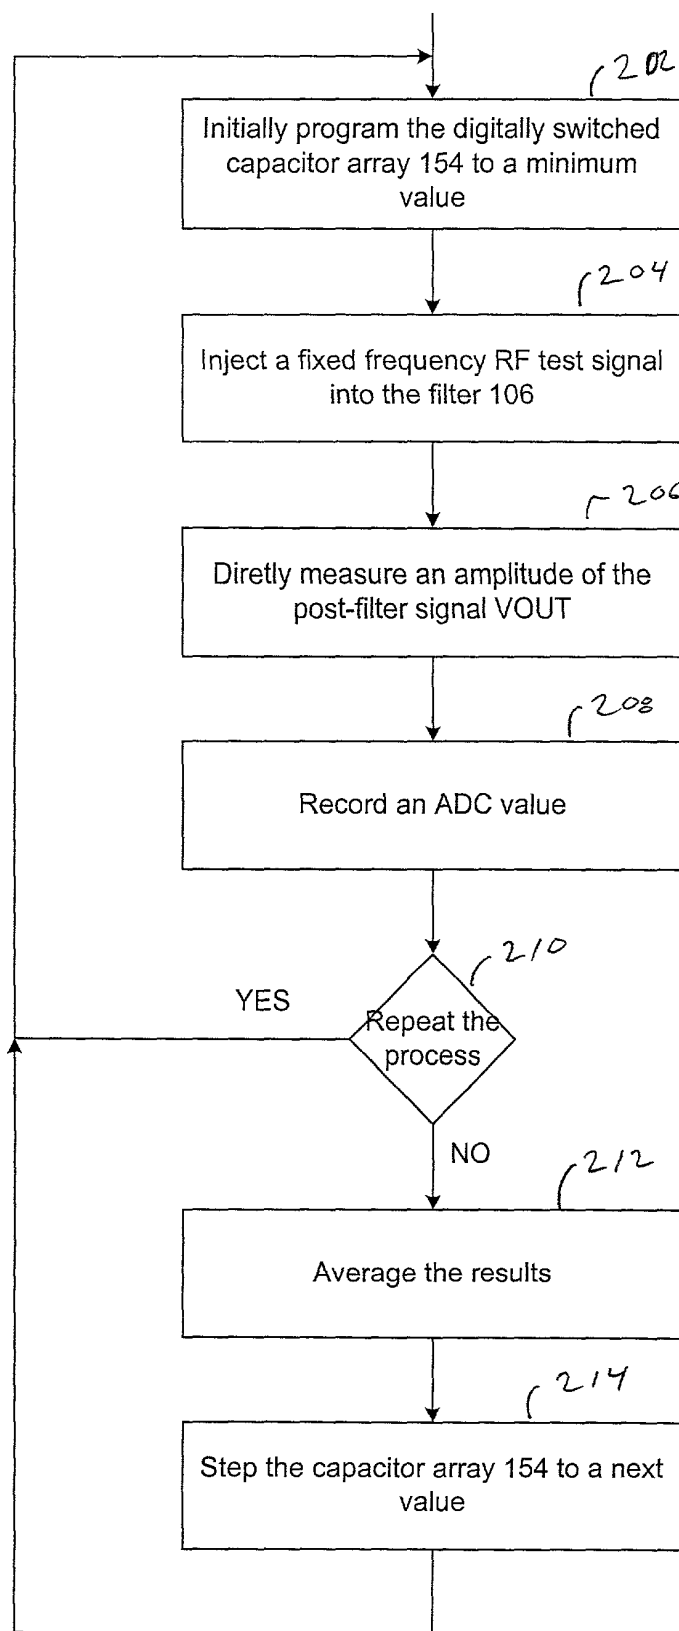 202
Initially program the digitally switched
capacitor array 154 to a minimum
value
204
Inject a fixed frequency RF test signal
into the filter 106
206
Diretly measure an amplitude of the
post-filter signal VOUT
208
Record an ADC value
210
YES
Repeat the
process
NO
212
Average the results
214
Step the capacitor array 154 to a next
value